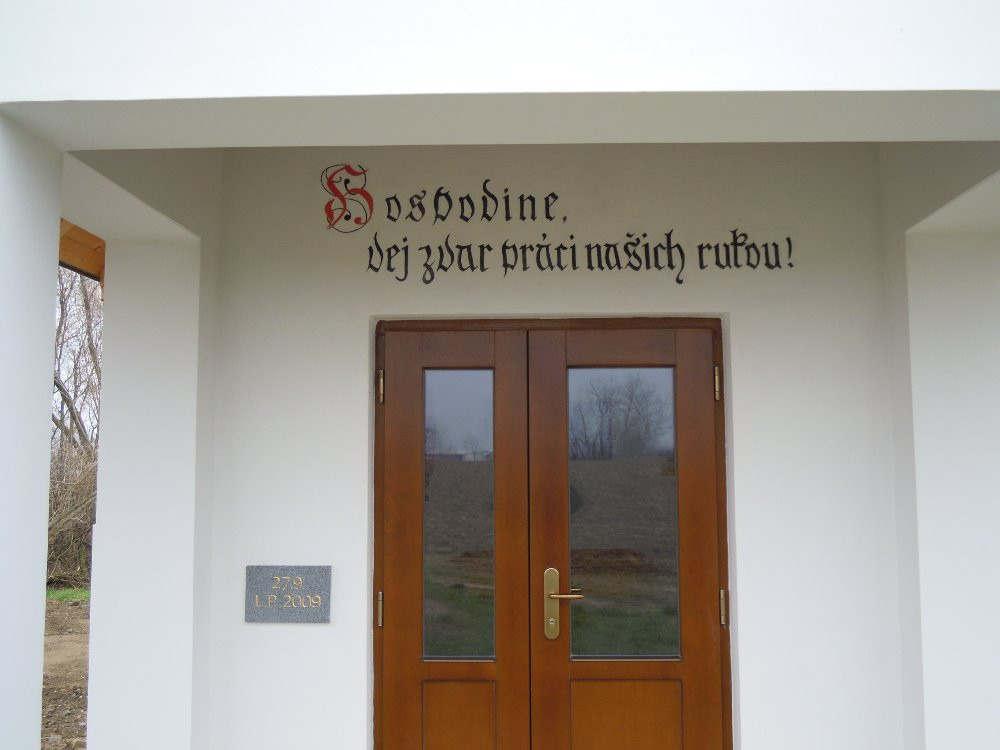 Hospodine,
dej zdar práci našich rukou!
27.9.
L.P. 2009